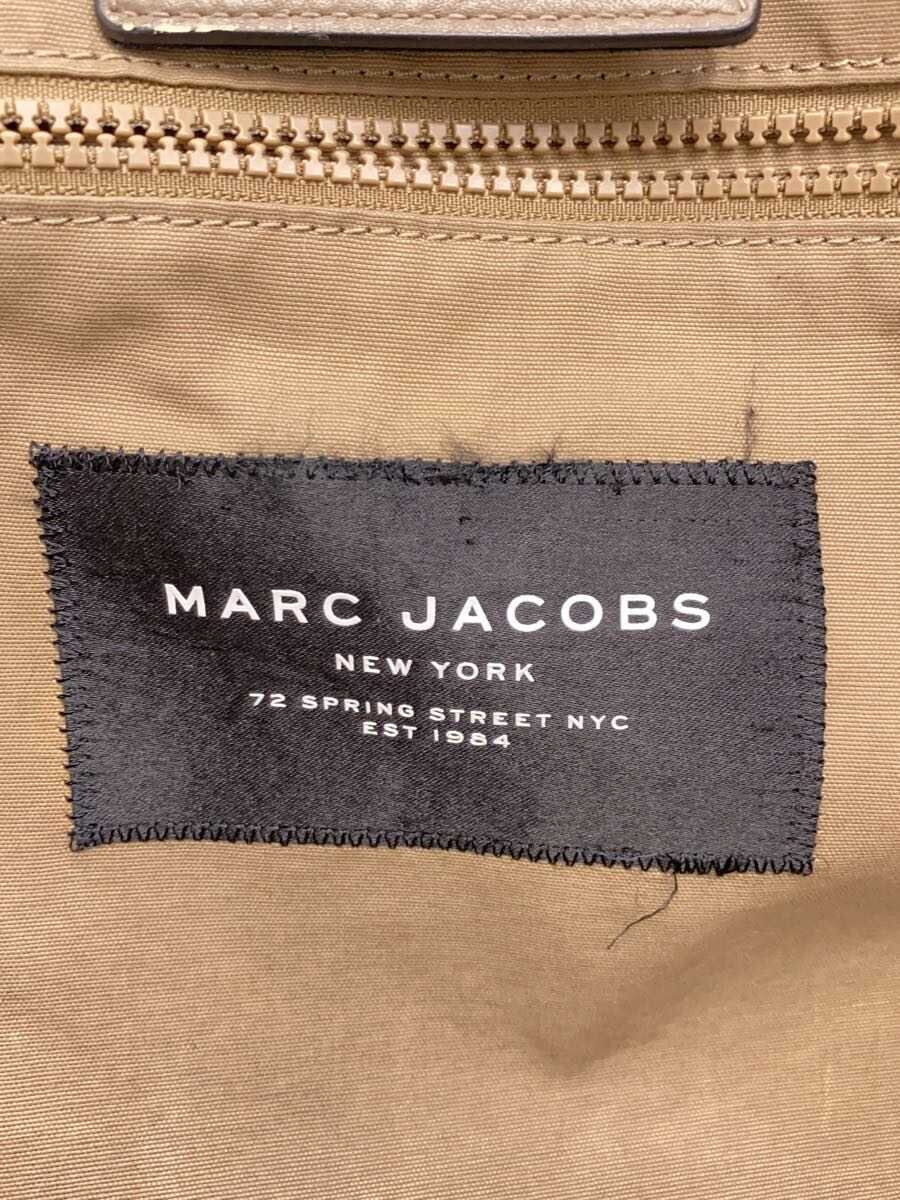 MARC JACOBS
NEW YORK
72 SPRING STREET NYC
EST 1984